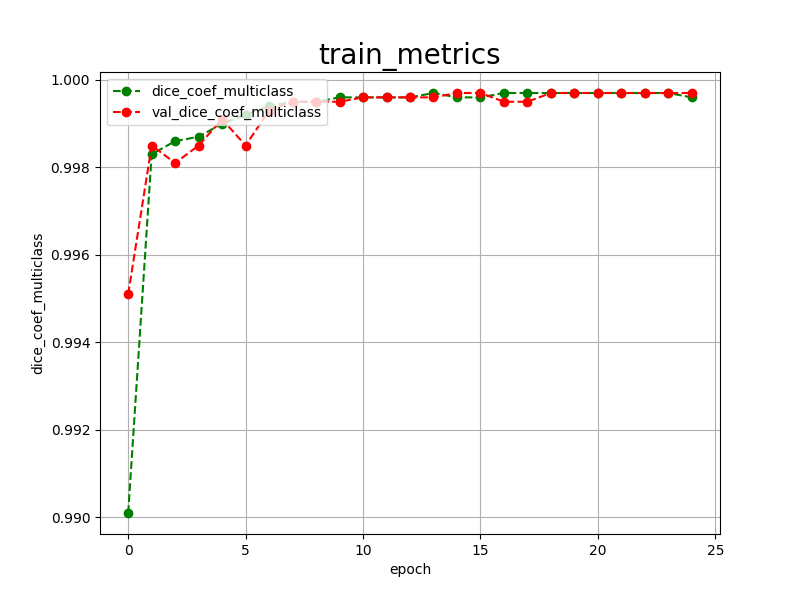 train_metrics
dice_coef_multiclass
val_dice_coef_multiclass
1.000
0.998
0.996
0.994
0.992
0.990
dice_coef_multiclass
0 5 10 15 20 25
epoch